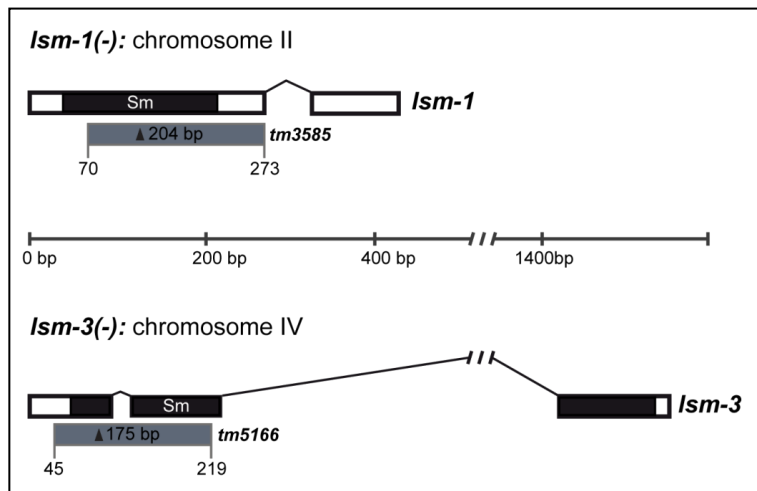 lsm-1(-): chromosome II
Sm lsm-1
▲204 bp tm3585
70 273
0 bp 200 bp 400 bp 1400bp
lsm-3(-): chromosome IV
Sm lsm-3
▲175 bp tm5166
45 219